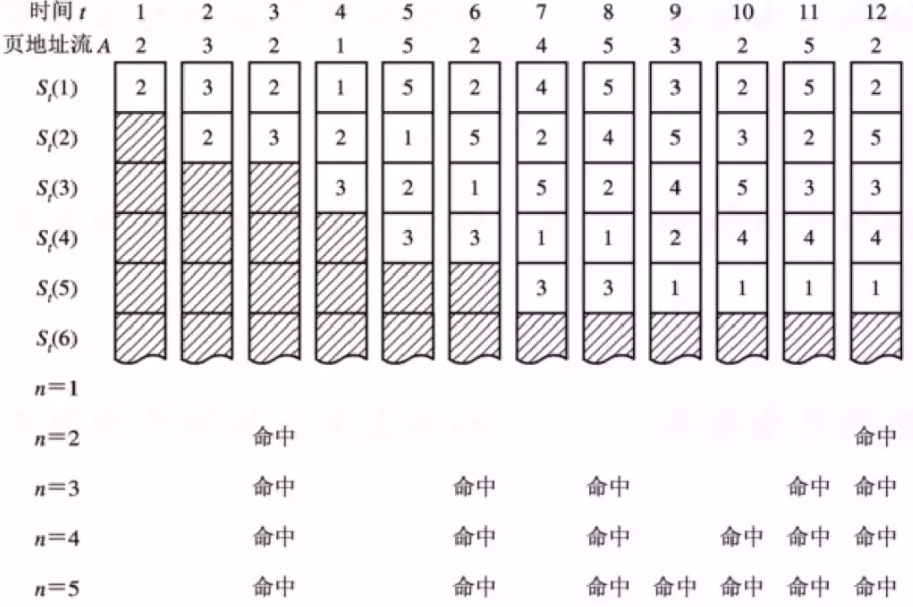 时间 t 1 2 3 4 5 6 7 8 9 10 11 12
页地址流 A 2 3 2 1 5 2 4 5 3 2 5 2
St(1) 2 3 2 1 5 2 4 5 3 2 5 2
St(2) 2 3 2 1 5 2 4 5 3 2 5
St(3) 3 2 1 5 2 4 5 3 3
St(4) 3 3 1 1 2 4 4 4
St(5) 3 3 1 1 1 1
St(6)
n=1
n=2 命中 命中
n=3 命中 命中 命中 命中 命中
n=4 命中 命中 命中 命中 命中 命中
n=5 命中 命中 命中 命中 命中 命中 命中